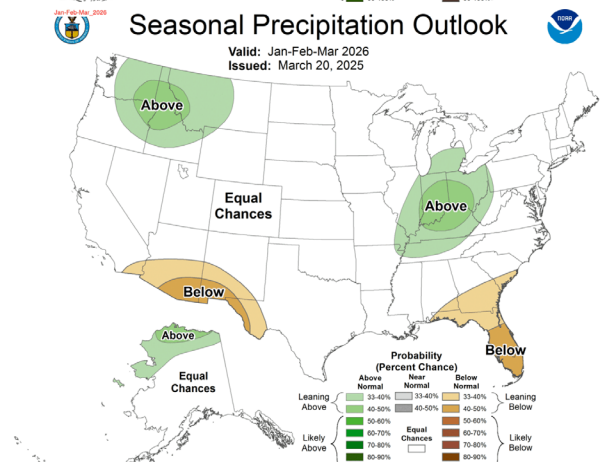 Jan-Feb-Mar_2026
Seasonal Precipitation Outlook
NOAA
Valid: Jan-Feb-Mar 2026
Issued: March 20, 2025
Above
Equal
Chances
Above
Below
Below
Above
Equal
Chances
Probability
(Percent Chance)
Above
Normal
Near
Normal
Below
Normal
Leaning
Above
33-40%
33-40%
33-40%
Leaning
Below
40-50%
40-50%
40-50%
Likely
Above
50-60%
Equal
Chances
50-60%
Likely
Below
60-70%
60-70%
70-80%
70-80%
80-90%
80-90%